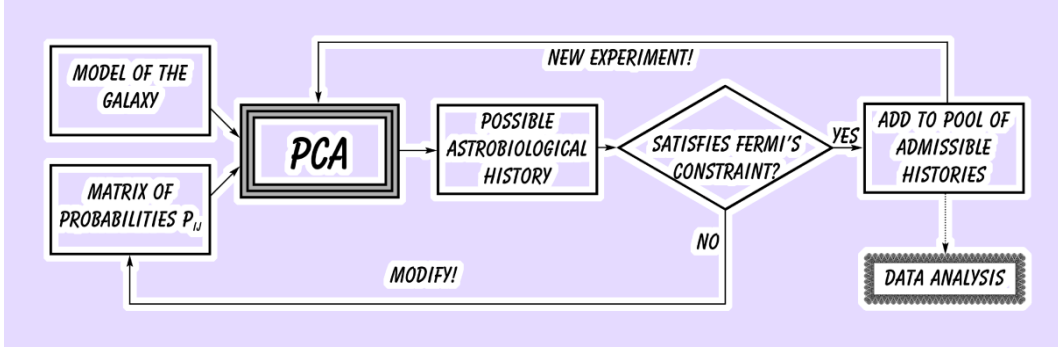 MODEL OF THE
GALAXY
MATRIX OF
PROBABILITIES P_IJ
PCA
POSSIBLE
ASTROBIOLOGICAL
HISTORY
NEW EXPERIMENT!
SATISFIES FERMI'S
CONSTRAINT?
YES
NO
MODIFY!
ADD TO POOL OF
ADMISSIBLE
HISTORIES
DATA ANALYSIS